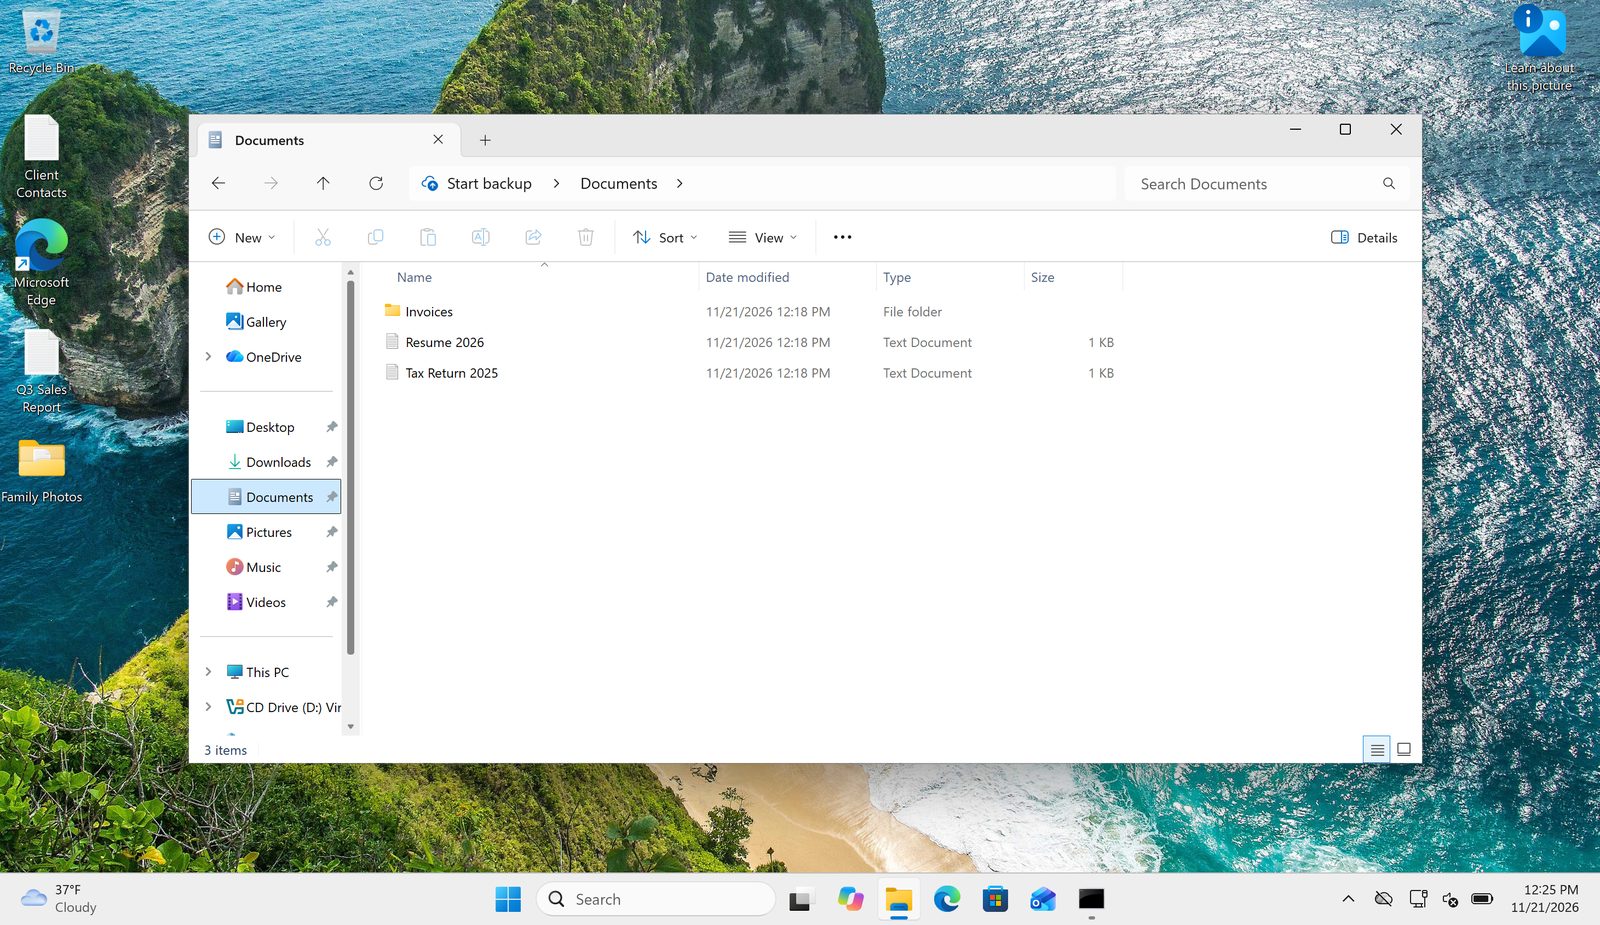 Recycle Bin
Client
Contacts
Microsoft
Edge
Q3 Sales
Report
Family Photos
Learn about
this picture
Documents
Start backup
Documents
Search Documents
New
Sort
View
Details
Home
Gallery
OneDrive
Desktop
Downloads
Documents
Pictures
Music
Videos
This PC
CD Drive (D:) Vir
Name Date modified Type Size
Invoices 11/21/2026 12:18 PM File folder
Resume 2026 11/21/2026 12:18 PM Text Document 1 KB
Tax Return 2025 11/21/2026 12:18 PM Text Document 1 KB
3 items
37°F
Cloudy
Search
12:25 PM
11/21/2026